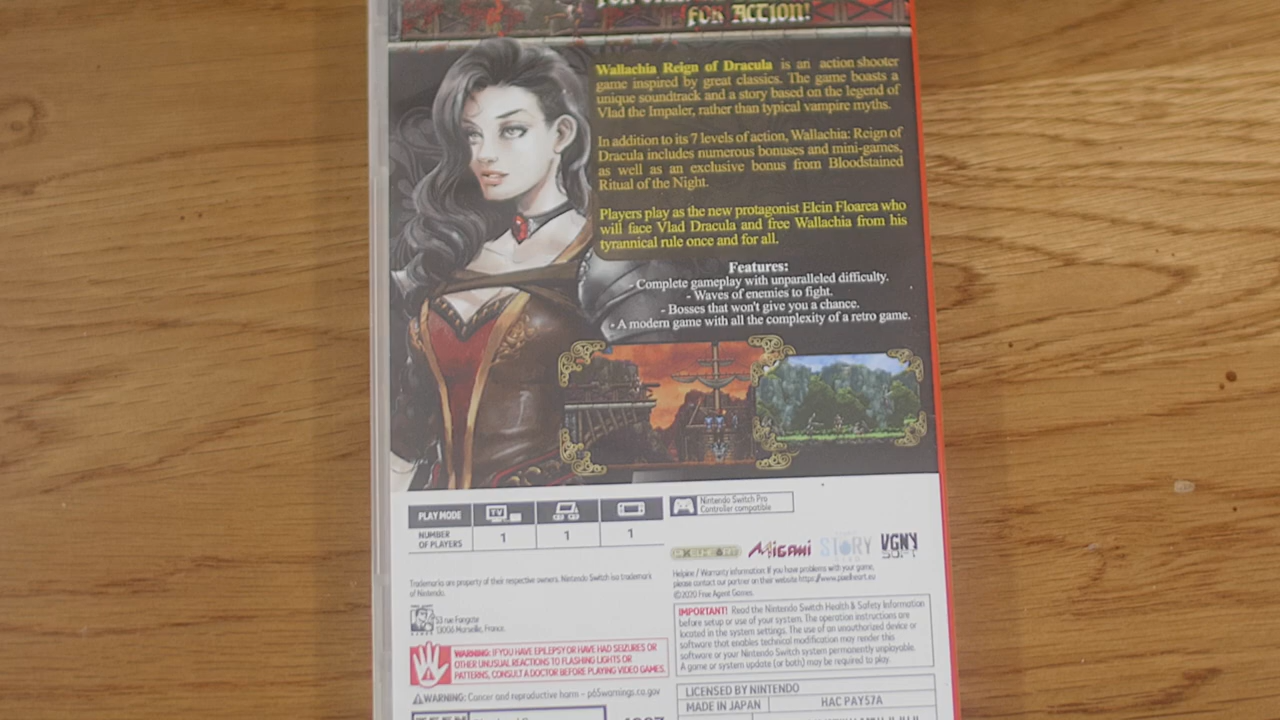 FOR ACTION!
Wallachia Reign of Dracula is an action shooter
game inspired by great classics. The game boasts a
unique soundtrack and a story based on the legend of
Vlad the Impaler, rather than typical vampire myths.
In addition to its 7 levels of action, Wallachia: Reign of
Dracula includes numerous bonuses and mini-games,
as well as an exclusive bonus from Bloodstained
Ritual of the Night.
Players play as the new protagonist Elcin Floarea who
will face Vlad Dracula and free Wallachia from his
tyrannical rule once and for all.
Features:
- Complete gameplay with unparalleled difficulty.
- Waves of enemies to fight.
- Bosses that won't give you a chance.
- A modern game with all the complexity of a retro game.
PLAY MODE
TV
NUMBER
OF PLAYERS
1 1 1
Nintendo Switch Pro
Controller compatible
PIXELHEART MIGAMI STORY VGNY
SOFT
Trademarks are property of their respective owners. Nintendo Switch is a trademark
of Nintendo.
Helpline / Warranty information: If you have problems with your game,
please contact our partner on their website https://www.pixelheart.eu
©2020 Free Agent Games.
53 rue Fongate
13006 Marseille, France.
IMPORTANT! Read the Nintendo Switch Health & Safety Information
before setup or use of your system. The operation instructions are
located in the system settings. The use of an unauthorized device or
software that enables technical modification may render this
software or your Nintendo Switch system permanently unplayable.
A game or system update (or both) may be required to play.
WARNING: IF YOU HAVE EPILEPSY OR HAVE HAD SEIZURES OR
OTHER UNUSUAL REACTIONS TO FLASHING LIGHTS OR
PATTERNS, CONSULT A DOCTOR BEFORE PLAYING VIDEO GAMES.
WARNING: Cancer and reproductive harm - p65warnings.ca.gov
LICENSED BY NINTENDO
MADE IN JAPAN HAC PAY57A
TEEN